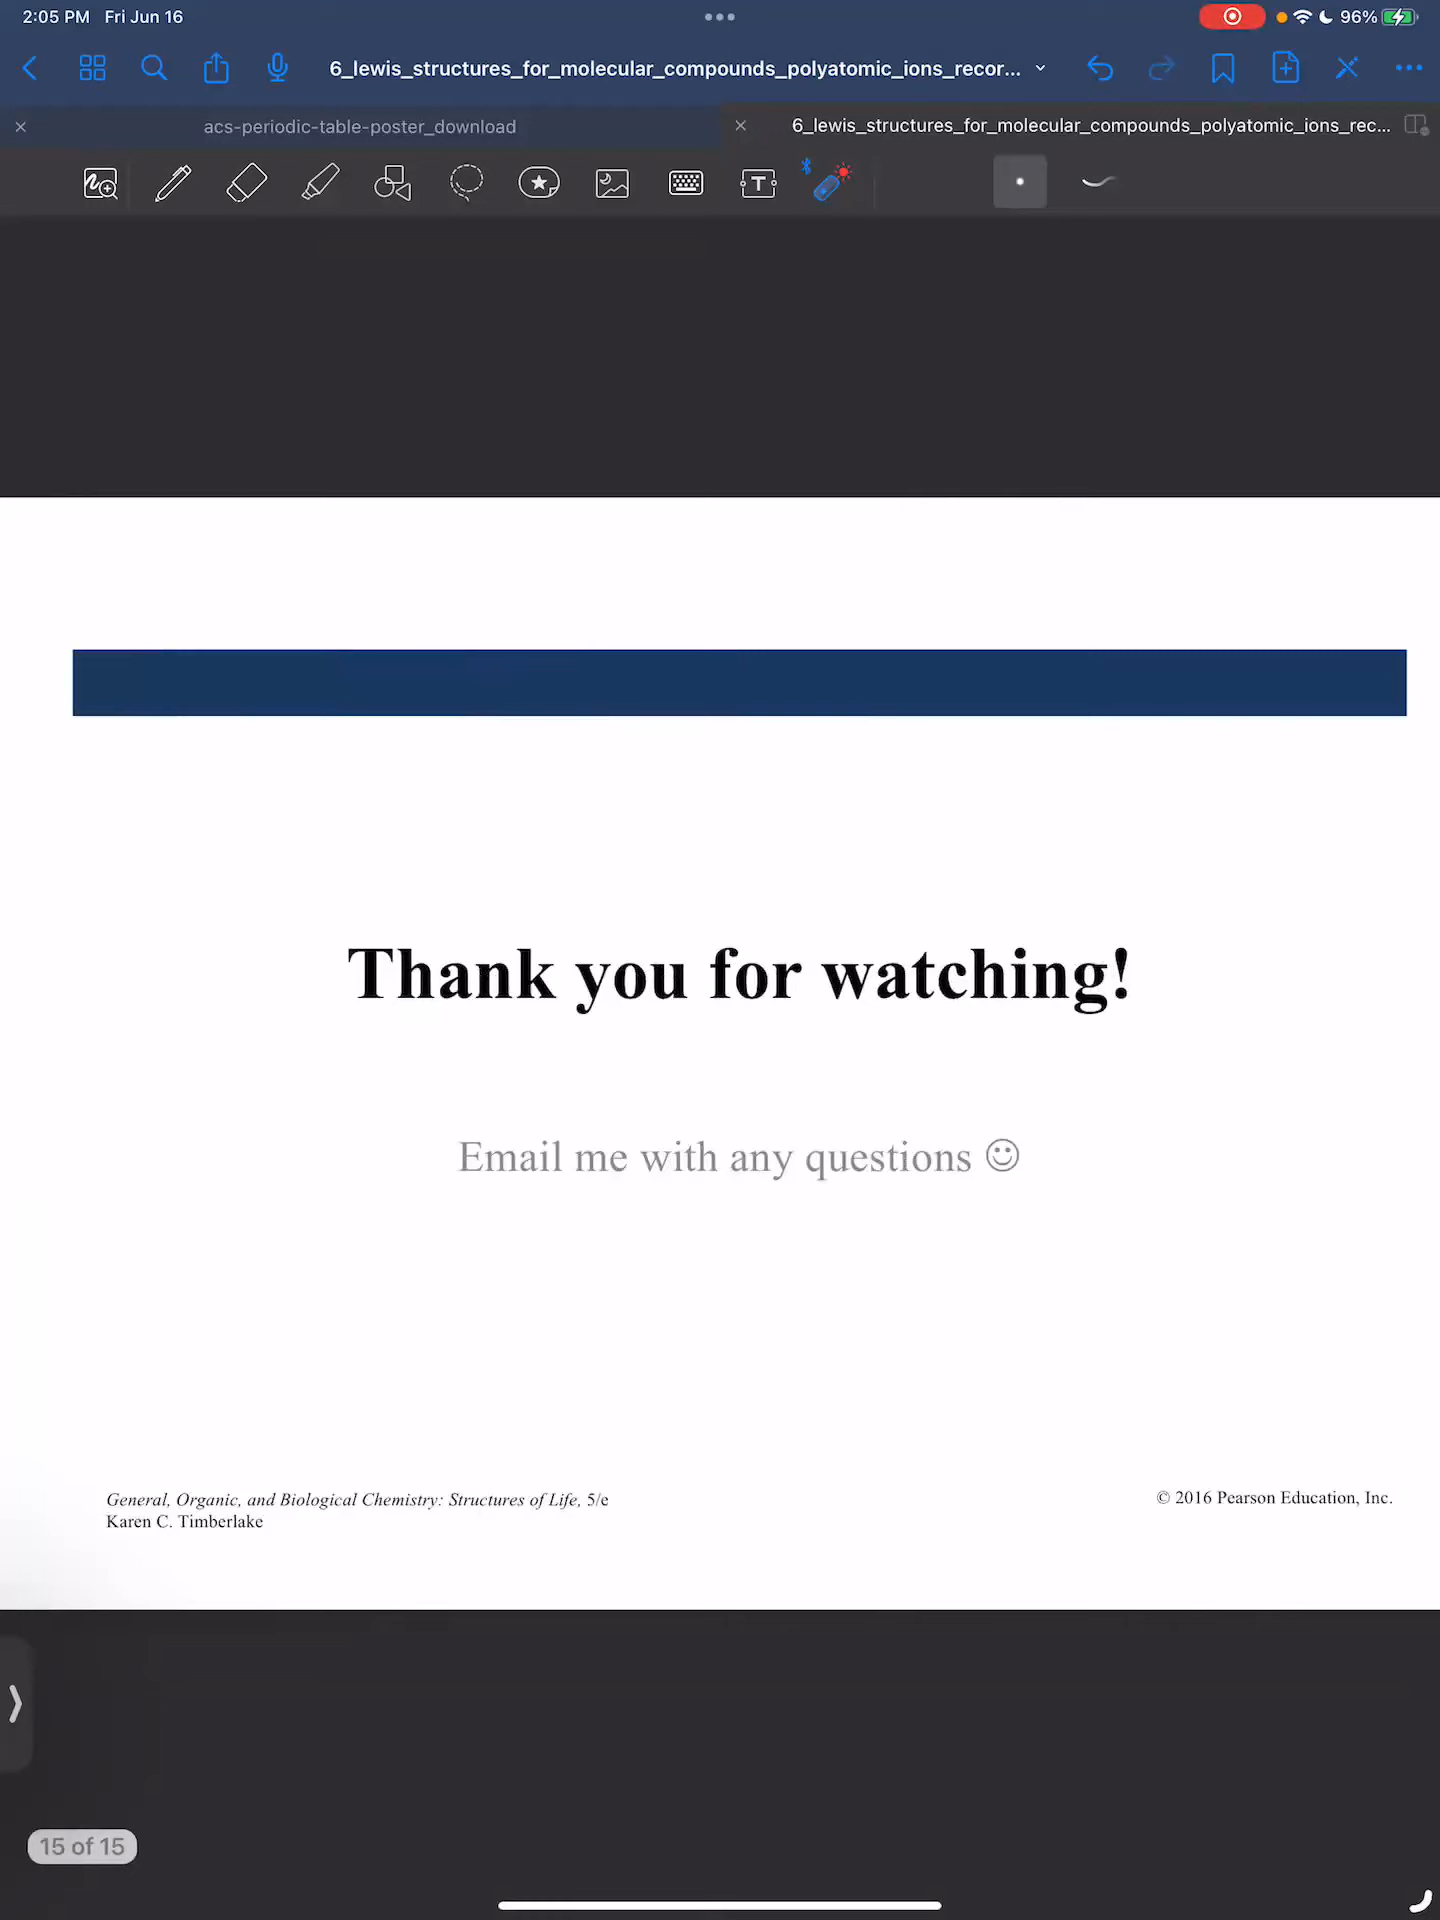 2:05 PM Fri Jun 16
96%
6_lewis_structures_for_molecular_compounds_polyatomic_ions_recor...
acs-periodic-table-poster_download
6_lewis_structures_for_molecular_compounds_polyatomic_ions_rec...
T
Thank you for watching!
Email me with any questions ☺
General, Organic, and Biological Chemistry: Structures of Life, 5/e
Karen C. Timberlake
© 2016 Pearson Education, Inc.
15 of 15